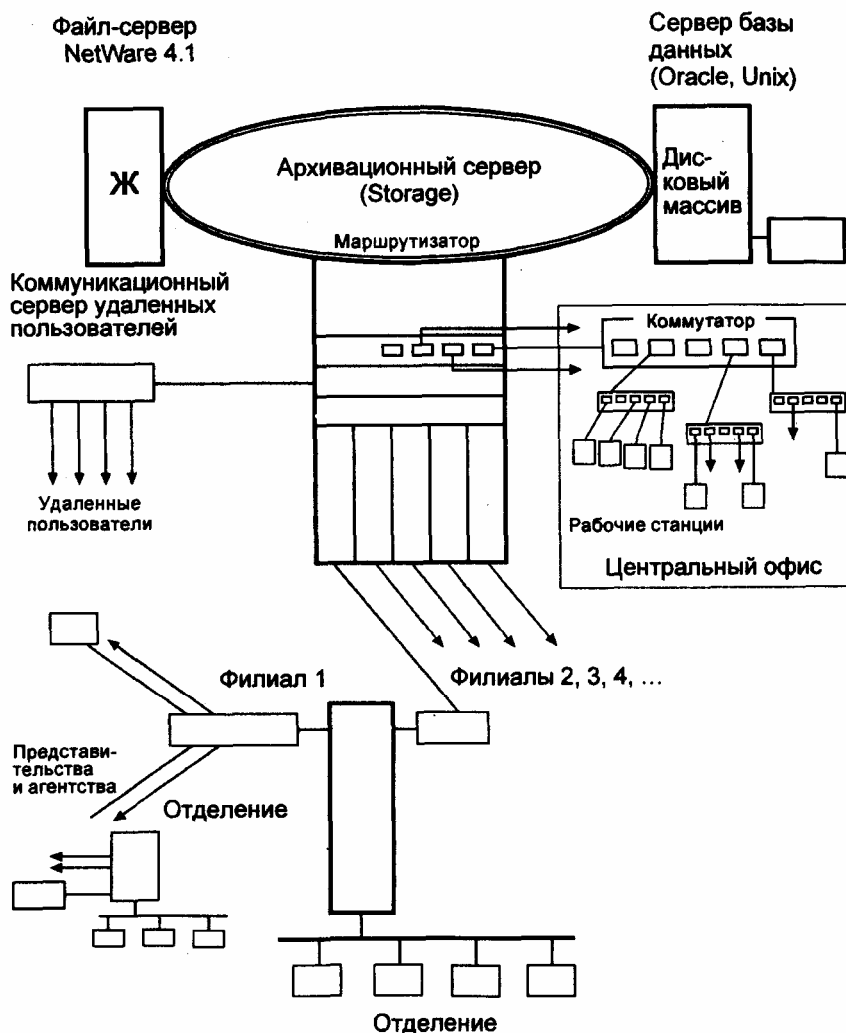 Файл-сервер
NetWare 4.1
Сервер базы
данных
(Oracle, Unix)
Ж
Архивационный сервер
(Storage)
Дис-
ковый
массив
Маршрутизатор
Коммуникационный
сервер удаленных
пользователей
Коммутатор
Удаленные
пользователи
Рабочие станции
Центральный офис
Филиал 1
Филиалы 2, 3, 4, ...
Представи-
тельства
и агентства
Отделение
Отделение